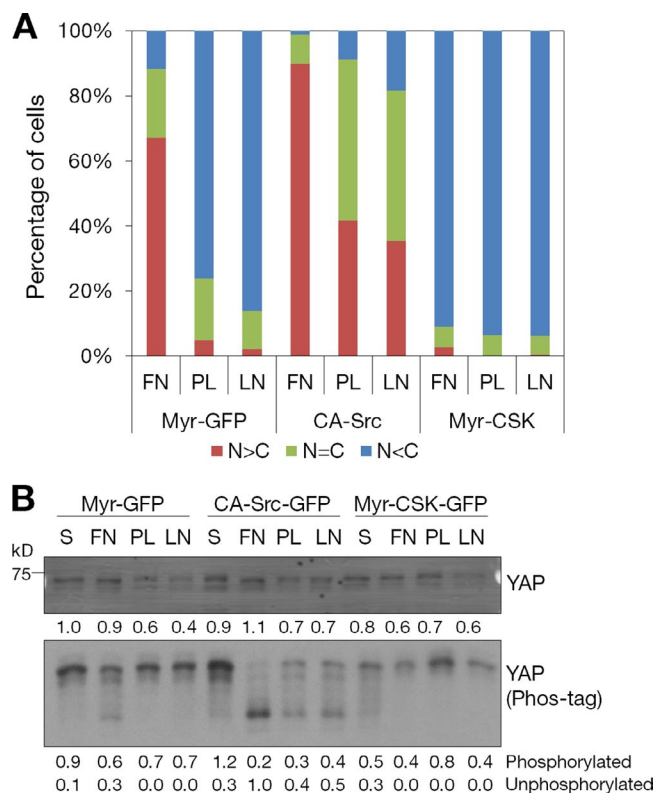 A
Percentage of cells
100%
80%
60%
40%
20%
0%
FN PL LN FN PL LN FN PL LN
Myr-GFP CA-Src Myr-CSK
N>C N=C N<C
B
Myr-GFP CA-Src-GFP Myr-CSK-GFP
S FN PL LN S FN PL LN S FN PL LN
kD
75
YAP
1.0 0.9 0.6 0.4 0.9 1.1 0.7 0.7 0.8 0.6 0.7 0.6
YAP
(Phos-tag)
0.9 0.6 0.7 0.7 1.2 0.2 0.3 0.4 0.5 0.4 0.8 0.4 Phosphorylated
0.1 0.3 0.0 0.0 0.3 1.0 0.4 0.5 0.3 0.0 0.0 0.0 Unphosphorylated